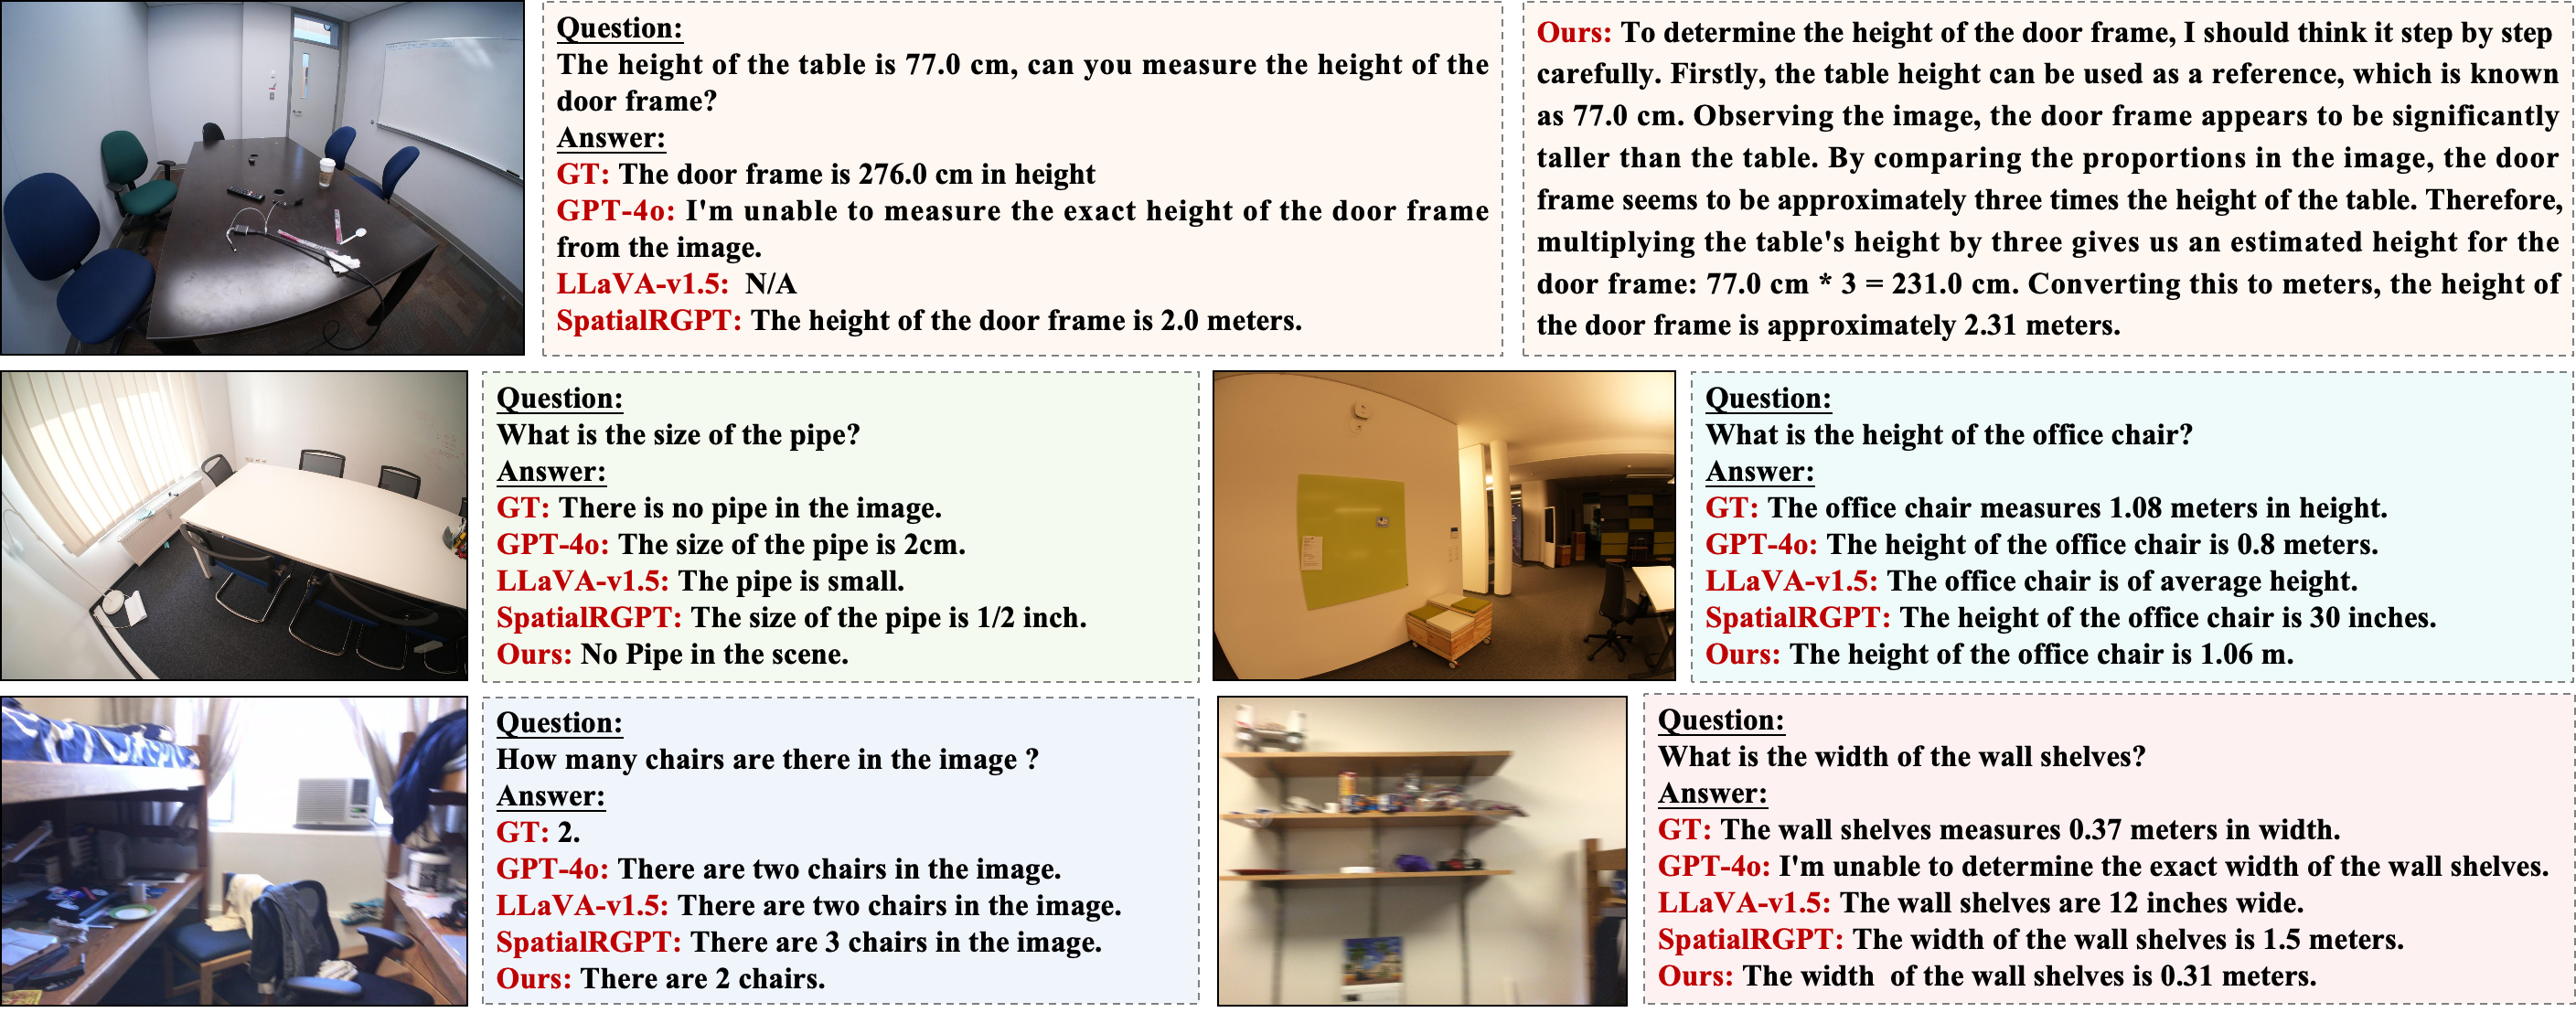 Question:
The height of the table is 77.0 cm, can you measure the height of the
door frame?
Answer:
GT: The door frame is 276.0 cm in height
GPT-4o: I'm unable to measure the exact height of the door frame
from the image.
LLaVA-v1.5: N/A
SpatialRGPT: The height of the door frame is 2.0 meters.
Ours: To determine the height of the door frame, I should think it step by step
carefully. Firstly, the table height can be used as a reference, which is known
as 77.0 cm. Observing the image, the door frame appears to be significantly
taller than the table. By comparing the proportions in the image, the door
frame seems to be approximately three times the height of the table. Therefore,
multiplying the table's height by three gives us an estimated height for the
door frame: 77.0 cm * 3 = 231.0 cm. Converting this to meters, the height of
the door frame is approximately 2.31 meters.
Question:
What is the size of the pipe?
Answer:
GT: There is no pipe in the image.
GPT-4o: The size of the pipe is 2cm.
LLaVA-v1.5: The pipe is small.
SpatialRGPT: The size of the pipe is 1/2 inch.
Ours: No Pipe in the scene.
Question:
What is the height of the office chair?
Answer:
GT: The office chair measures 1.08 meters in height.
GPT-4o: The height of the office chair is 0.8 meters.
LLaVA-v1.5: The office chair is of average height.
SpatialRGPT: The height of the office chair is 30 inches.
Ours: The height of the office chair is 1.06 m.
Question:
How many chairs are there in the image ?
Answer:
GT: 2.
GPT-4o: There are two chairs in the image.
LLaVA-v1.5: There are two chairs in the image.
SpatialRGPT: There are 3 chairs in the image.
Ours: There are 2 chairs.
Question:
What is the width of the wall shelves?
Answer:
GT: The wall shelves measures 0.37 meters in width.
GPT-4o: I'm unable to determine the exact width of the wall shelves.
LLaVA-v1.5: The wall shelves are 12 inches wide.
SpatialRGPT: The width of the wall shelves is 1.5 meters.
Ours: The width  of the wall shelves is 0.31 meters.